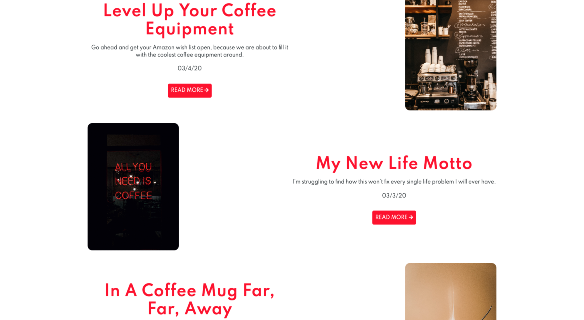 Level Up Your Coffee
Equipment
Go ahead and get your Amazon wish list open, because we are about to fill it
with the coolest coffee equipment around.
03/4/20
READ MORE→
ALL YOU
NEED IS
COFFEE
My New Life Motto
I'm struggling to find how this won't fix every single life problem I will ever have.
03/3/20
READ MORE→
In A Coffee Mug Far,
Far, Away